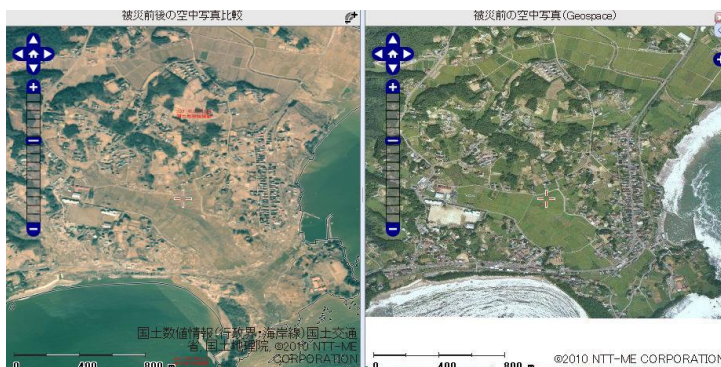 被災前後の空中写真比較
国土数値情報(行政界・海岸線)国土交通
省, 国土地理院, ©2010 NTT-ME
CORPORATION
0 400 800 m
被災前の空中写真(Geospace)
0 400 800 m
©2010 NTT-ME CORPORATION